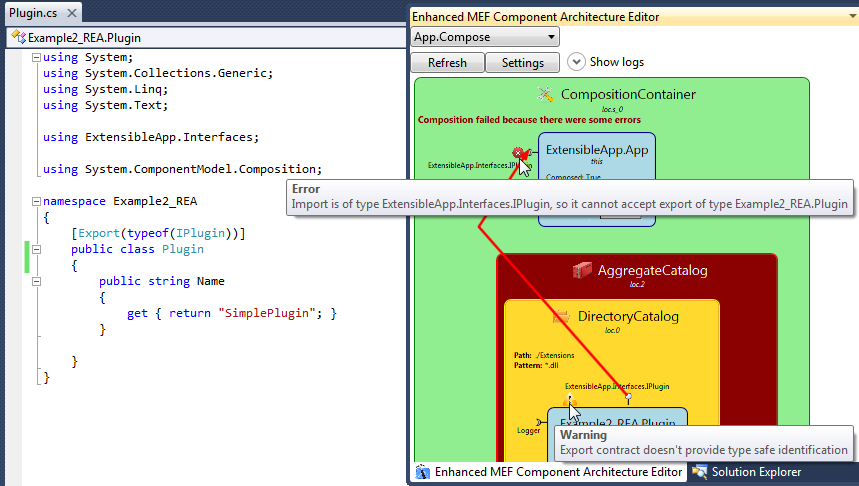 Plugin.cs
Example2_REA.Plugin
using System;
using System.Collections.Generic;
using System.Linq;
using System.Text;
using ExtensibleApp.Interfaces;
using System.ComponentModel.Composition;
namespace Example2_REA
{
[Export(typeof(IPlugin))]
public class Plugin
{
public string Name
{
get { return "SimplePlugin"; }
}
}
}
Enhanced MEF Component Architecture Editor
App.Compose
Refresh
Settings
Show logs
CompositionContainer
loc.s_0
Composition failed because there were some errors
ExtensibleApp.App
this
ExtensibleApp.Interfaces.IPlugin
Composed: True
Error
Import is of type ExtensibleApp.Interfaces.IPlugin, so it cannot accept export of type Example2_REA.Plugin
AggregateCatalog
loc.2
DirectoryCatalog
loc.0
Path: ./Extensions
Pattern: *.dll
ExtensibleApp.Interfaces.IPlugin
Logger
Example2_REA.Plugin
Warning
Export contract doesn't provide type safe identification
Enhanced MEF Component Architecture Editor
Solution Explorer